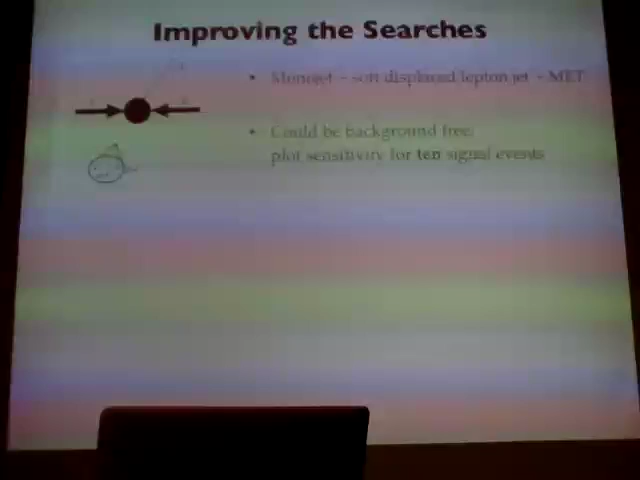 Improving the Searches
• Monojet – soft displaced lepton jet – MET
• Could be background free:
plot sensitivity for ten signal events